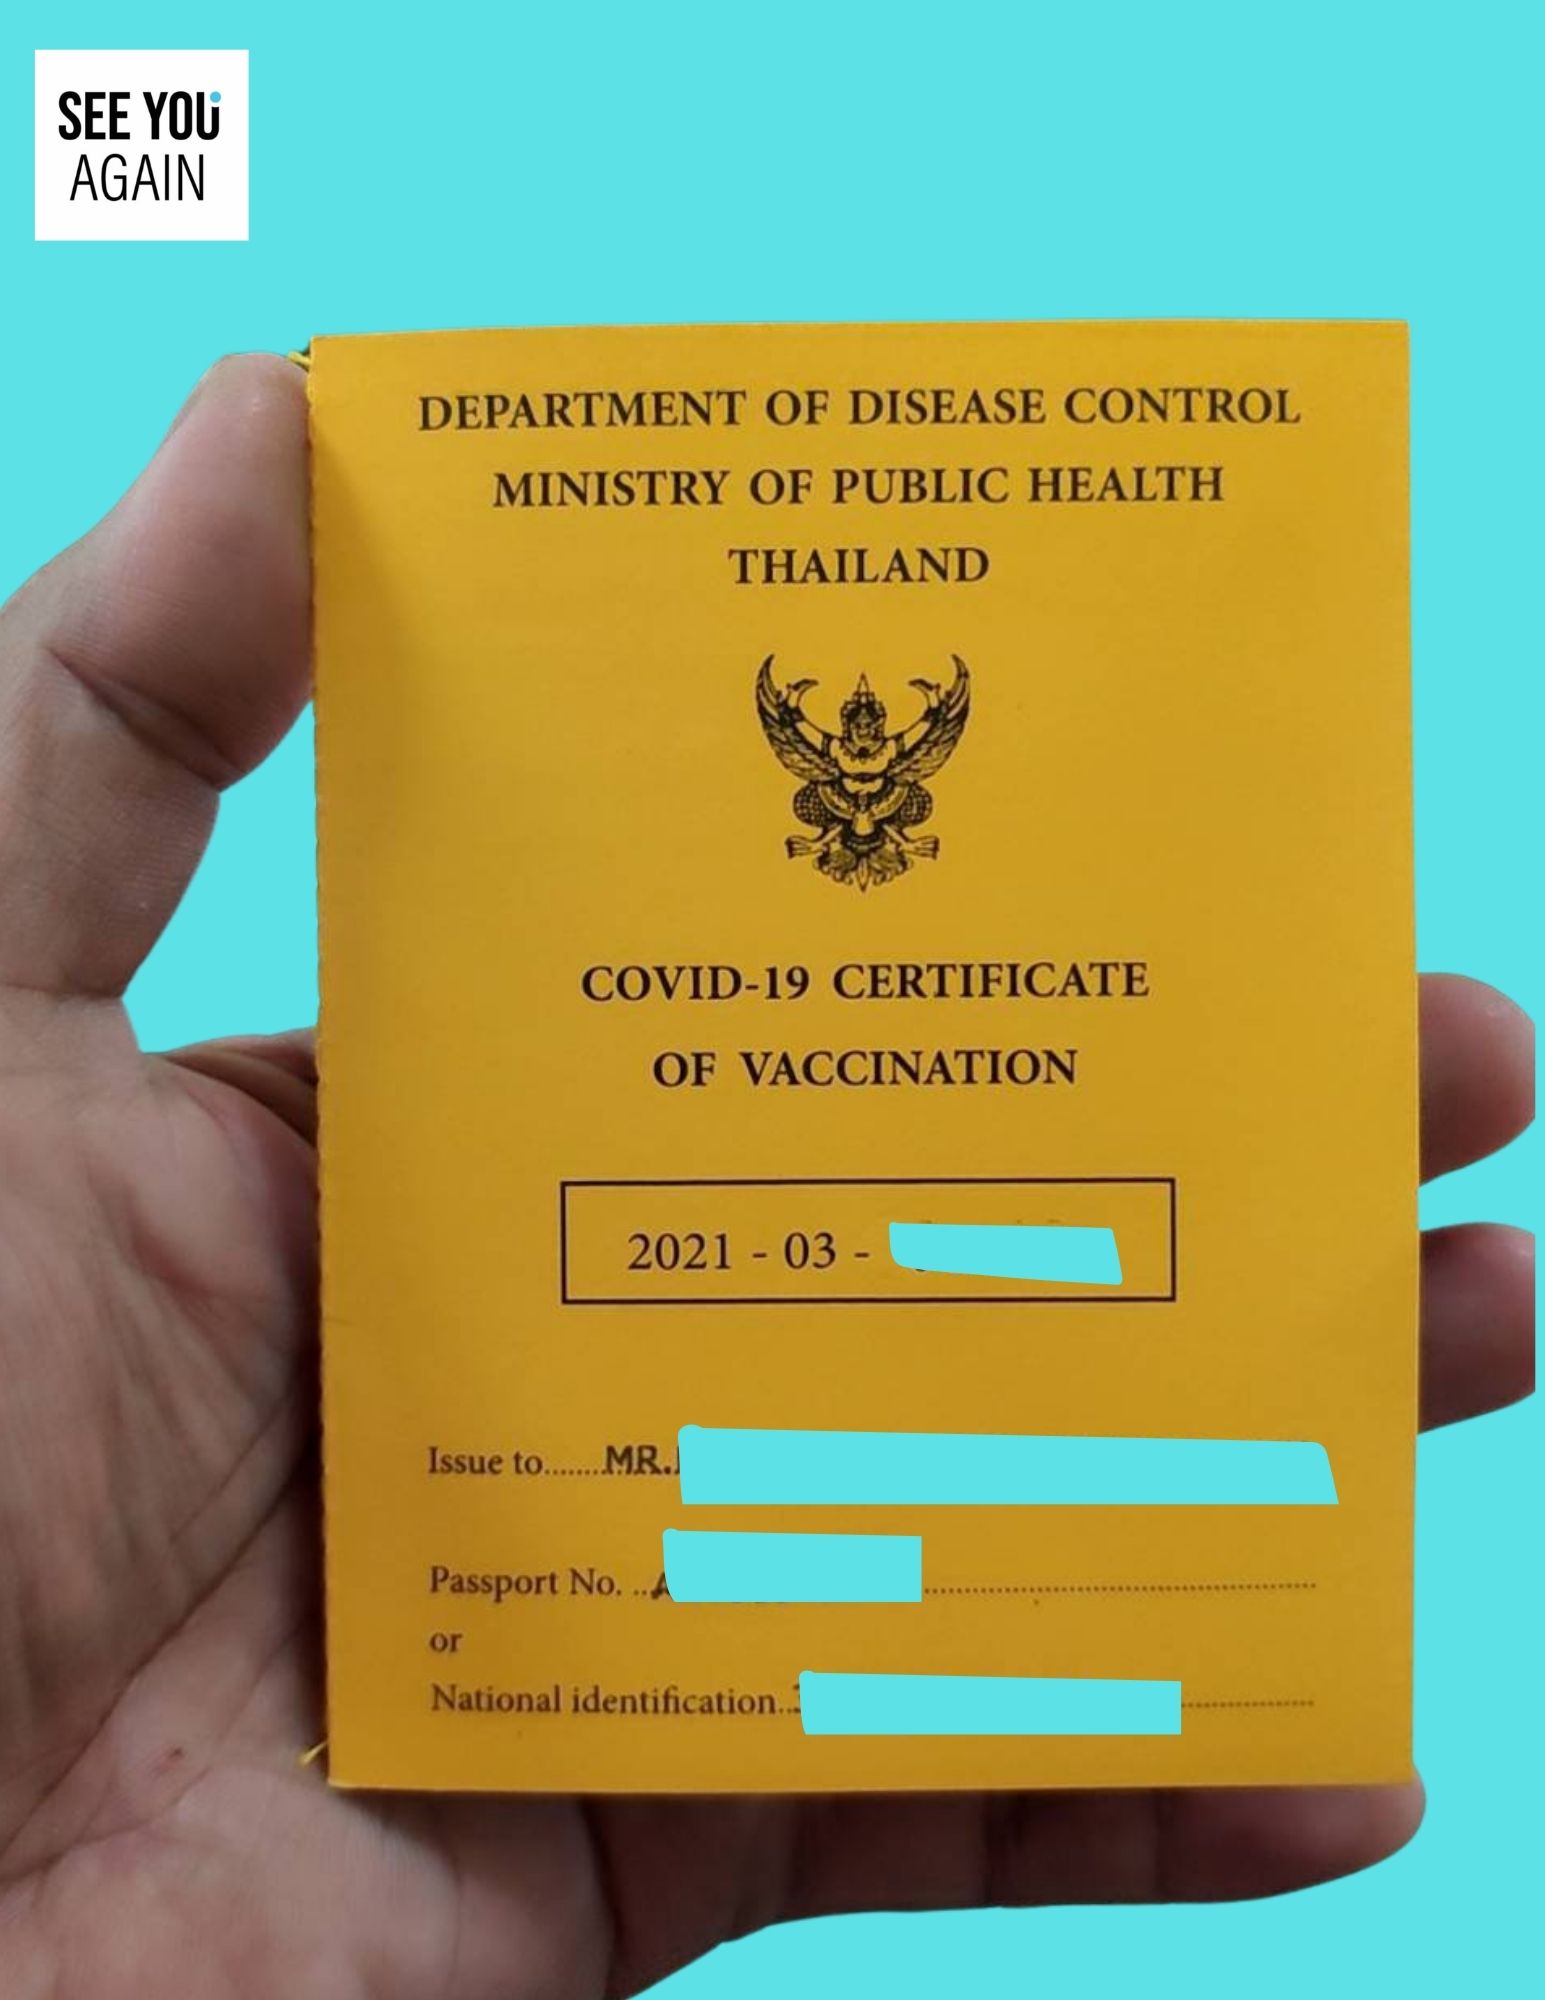 SEE YOU
AGAIN
DEPARTMENT OF DISEASE CONTROL
MINISTRY OF PUBLIC HEALTH
THAILAND
COVID-19 CERTIFICATE
OF VACCINATION
2021 - 03 -
Issue to........MR.
Passport No. ..
or
National identification..